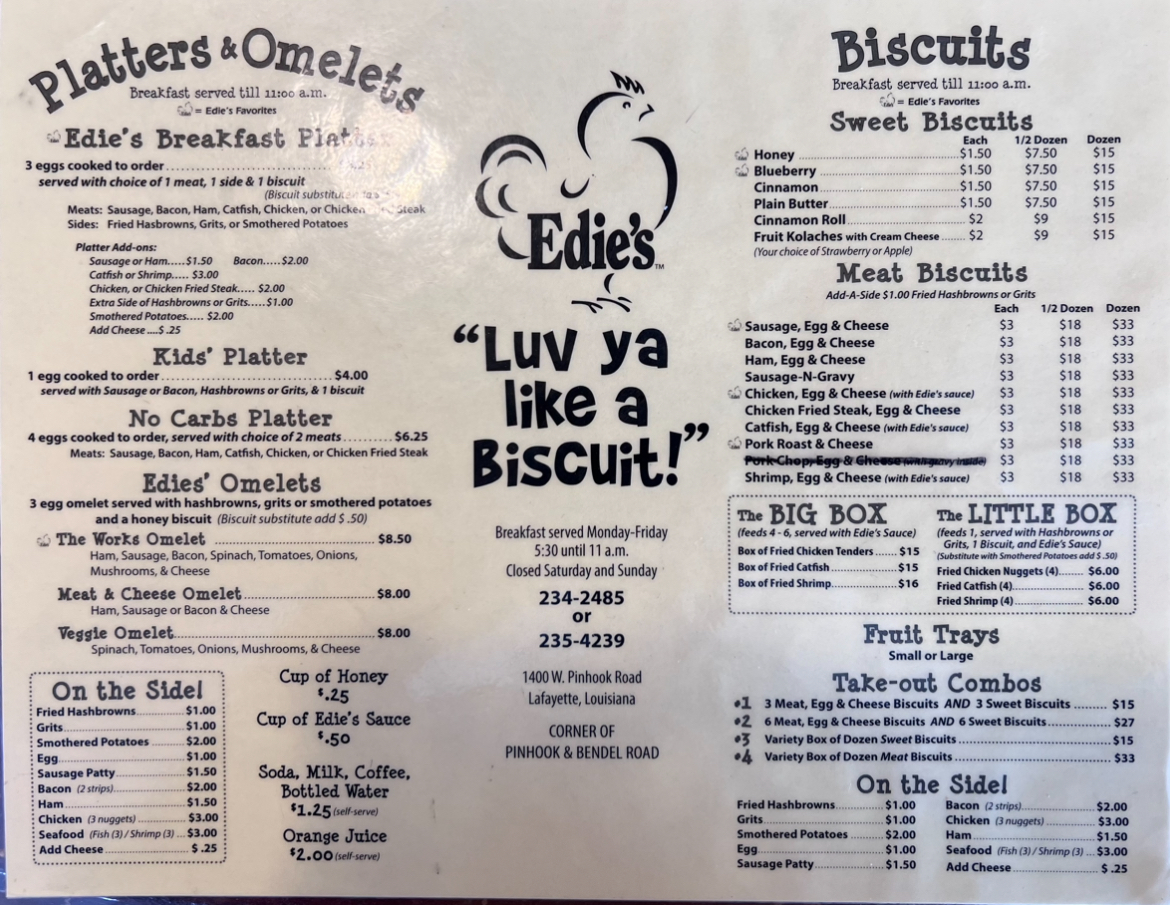 Platters & Omelets
Breakfast served till 11:00 a.m.
= Edie's Favorites
Edie's Breakfast Platter
3 eggs cooked to order
served with choice of 1 meat, 1 side & 1 biscuit
(Biscuit substitute
Meats: Sausage, Bacon, Ham, Catfish, Chicken, or Chicken Steak
Sides: Fried Hasbrowns, Grits, or Smothered Potatoes
Platter Add-ons:
Sausage or Ham.....$1.50 Bacon.....$2.00
Catfish or Shrimp..... $3.00
Chicken, or Chicken Fried Steak..... $2.00
Extra Side of Hashbrowns or Grits.....$1.00
Smothered Potatoes..... $2.00
Add Cheese ....$ .25
Kids' Platter
1 egg cooked to order ........ $4.00
served with Sausage or Bacon, Hashbrowns or Grits, & 1 biscuit
No Carbs Platter
4 eggs cooked to order, served with choice of 2 meats .......... $6.25
Meats: Sausage, Bacon, Ham, Catfish, Chicken, or Chicken Fried Steak
Edies' Omelets
3 egg omelet served with hashbrowns, grits or smothered potatoes
and a honey biscuit (Biscuit substitute add $ .50)
The Works Omelet ........ $8.50
Ham, Sausage, Bacon, Spinach, Tomatoes, Onions,
Mushrooms, & Cheese
Meat & Cheese Omelet ........ $8.00
Ham, Sausage or Bacon & Cheese
Veggie Omelet ........ $8.00
Spinach, Tomatoes, Onions, Mushrooms, & Cheese
On the Side!
Fried Hashbrowns ........ $1.00
Grits ........ $1.00
Smothered Potatoes ........ $2.00
Egg ........ $1.00
Sausage Patty ........ $1.50
Bacon (2 strips) ........ $2.00
Ham ........ $1.50
Chicken (3 nuggets) ........ $3.00
Seafood (Fish (3) / Shrimp (3) ... $3.00
Add Cheese ........ $ .25
Cup of Honey
$.25
Cup of Edie's Sauce
$.50
Soda, Milk, Coffee,
Bottled Water
$1.25 (self-serve)
Orange Juice
$2.00 (self-serve)
Edie's™
"Luv ya
like a
Biscuit!"
Breakfast served Monday-Friday
5:30 until 11 a.m.
Closed Saturday and Sunday
234-2485
or
235-4239
1400 W. Pinhook Road
Lafayette, Louisiana
CORNER OF
PINHOOK & BENDEL ROAD
Biscuits
Breakfast served till 11:00 a.m.
= Edie's Favorites
Sweet Biscuits
Each 1/2 Dozen Dozen
Honey ........ $1.50 $7.50 $15
Blueberry ........ $1.50 $7.50 $15
Cinnamon ........ $1.50 $7.50 $15
Plain Butter ........ $1.50 $7.50 $15
Cinnamon Roll ........ $2 $9 $15
Fruit Kolaches with Cream Cheese ........ $2 $9 $15
(Your choice of Strawberry or Apple)
Meat Biscuits
Add-A-Side $1.00 Fried Hashbrowns or Grits
Each 1/2 Dozen Dozen
Sausage, Egg & Cheese $3 $18 $33
Bacon, Egg & Cheese $3 $18 $33
Ham, Egg & Cheese $3 $18 $33
Sausage-N-Gravy $3 $18 $33
Chicken, Egg & Cheese (with Edie's sauce) $3 $18 $33
Chicken Fried Steak, Egg & Cheese $3 $18 $33
Catfish, Egg & Cheese (with Edie's sauce) $3 $18 $33
Pork Roast & Cheese $3 $18 $33
Pork Chop, Egg & Cheese (with gravy inside) $3 $18 $33
Shrimp, Egg & Cheese (with Edie's sauce) $3 $18 $33
The BIG BOX
(feeds 4 - 6, served with Edie's Sauce)
Box of Fried Chicken Tenders ...... $15
Box of Fried Catfish ........ $15
Box of Fried Shrimp ........ $16
The LITTLE BOX
(feeds 1, served with Hashbrowns or
Grits, 1 Biscuit, and Edie's Sauce)
(Substitute with Smothered Potatoes add $ .50)
Fried Chicken Nuggets (4) ........ $6.00
Fried Catfish (4) ........ $6.00
Fried Shrimp (4) ........ $6.00
Fruit Trays
Small or Large
Take-out Combos
#1 3 Meat, Egg & Cheese Biscuits AND 3 Sweet Biscuits ......... $15
#2 6 Meat, Egg & Cheese Biscuits AND 6 Sweet Biscuits ........ $27
#3 Variety Box of Dozen Sweet Biscuits ........ $15
#4 Variety Box of Dozen Meat Biscuits ........ $33
On the Side!
Fried Hashbrowns ........ $1.00
Grits ........ $1.00
Smothered Potatoes ........ $2.00
Egg ........ $1.00
Sausage Patty ........ $1.50
Bacon (2 strips) ........ $2.00
Chicken (3 nuggets) ........ $3.00
Ham ........ $1.50
Seafood (Fish (3) / Shrimp (3) ... $3.00
Add Cheese ........ $ .25